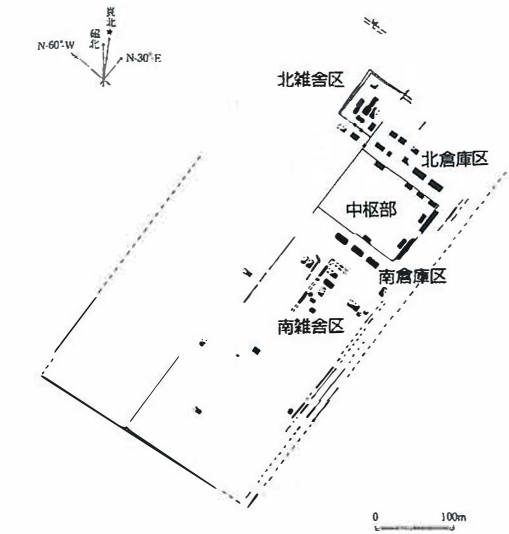 真北
磁北
N-60°-W
N-30°-E
北雑舎区
北倉庫区
中枢部
南倉庫区
南雑舎区
0 100m